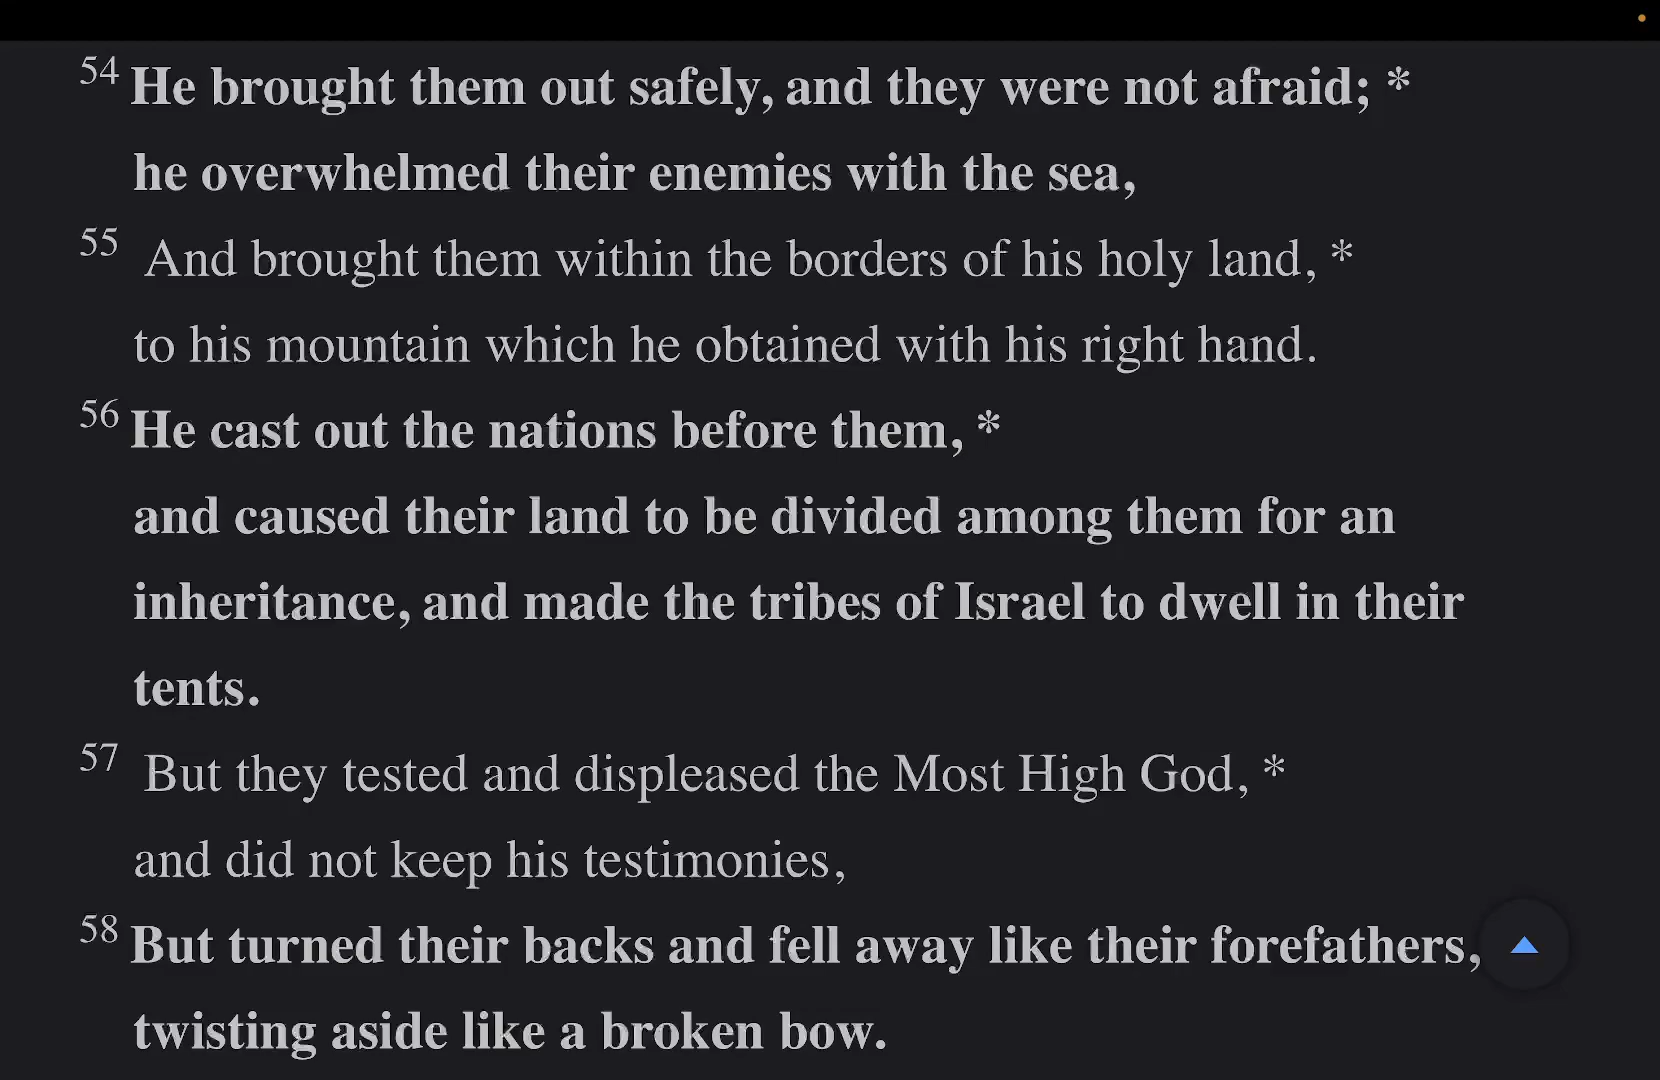 54 He brought them out safely, and they were not afraid; *
he overwhelmed their enemies with the sea,
55 And brought them within the borders of his holy land, *
to his mountain which he obtained with his right hand.
56 He cast out the nations before them, *
and caused their land to be divided among them for an
inheritance, and made the tribes of Israel to dwell in their
tents.
57 But they tested and displeased the Most High God, *
and did not keep his testimonies,
58 But turned their backs and fell away like their forefathers,
twisting aside like a broken bow.